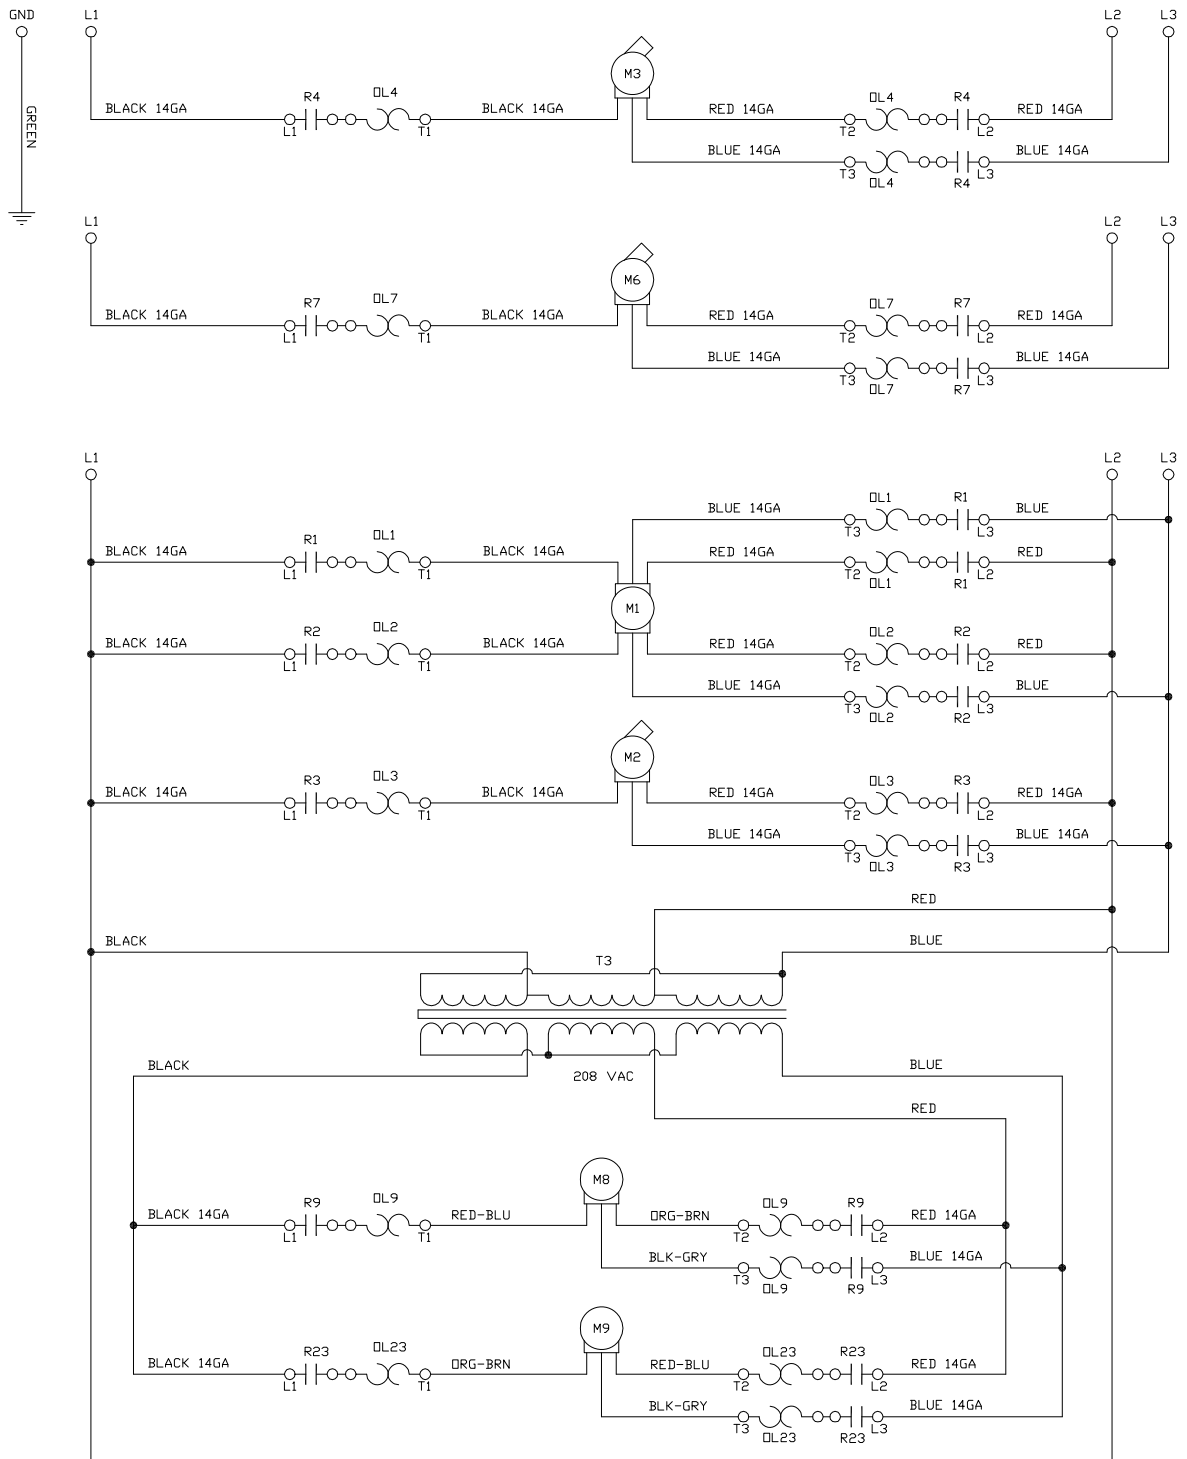 GND L1 L2 L3
GREEN
M3
R4 OL4 OL4 R4
BLACK 14GA BLACK 14GA RED 14GA RED 14GA
L1 T1 T2 L2
BLUE 14GA BLUE 14GA
T3 OL4 R4 L3
L1 L2 L3
M6
R7 OL7 OL7 R7
BLACK 14GA BLACK 14GA RED 14GA RED 14GA
L1 T1 T2 L2
BLUE 14GA BLUE 14GA
T3 OL7 R7 L3
L1 L2 L3
OL1 R1
BLUE 14GA BLUE
T3 L3
R1 OL1
BLACK 14GA BLACK 14GA RED 14GA RED
L1 T1 T2 OL1 R1 L2
M1
R2 OL2 OL2 R2
BLACK 14GA BLACK 14GA RED 14GA RED
L1 T1 T2 L2
BLUE 14GA BLUE
T3 OL2 R2 L3
M2
R3 OL3 OL3 R3
BLACK 14GA BLACK 14GA RED 14GA RED 14GA
L1 T1 T2 L2
BLUE 14GA BLUE 14GA
T3 OL3 R3 L3
RED
BLACK BLUE
T3
BLACK BLUE
208 VAC
RED
M8
R9 OL9 OL9 R9
BLACK 14GA RED-BLU ORG-BRN RED 14GA
L1 T1 T2 L2
BLK-GRY BLUE 14GA
T3 OL9 R9 L3
M9
R23 OL23 OL23 R23
BLACK 14GA ORG-BRN RED-BLU RED 14GA
L1 T1 T2 L2
BLK-GRY BLUE 14GA
T3 OL23 R23 L3